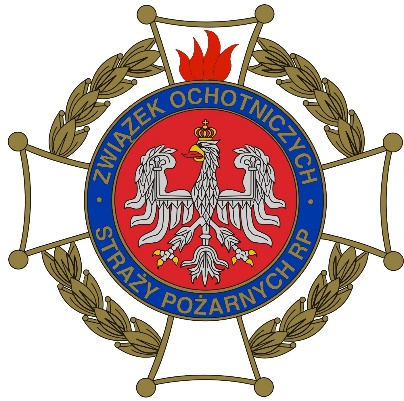 ZWIĄZEK OCHOTNICZYCH
STRAŻY POŻARNYCH RP